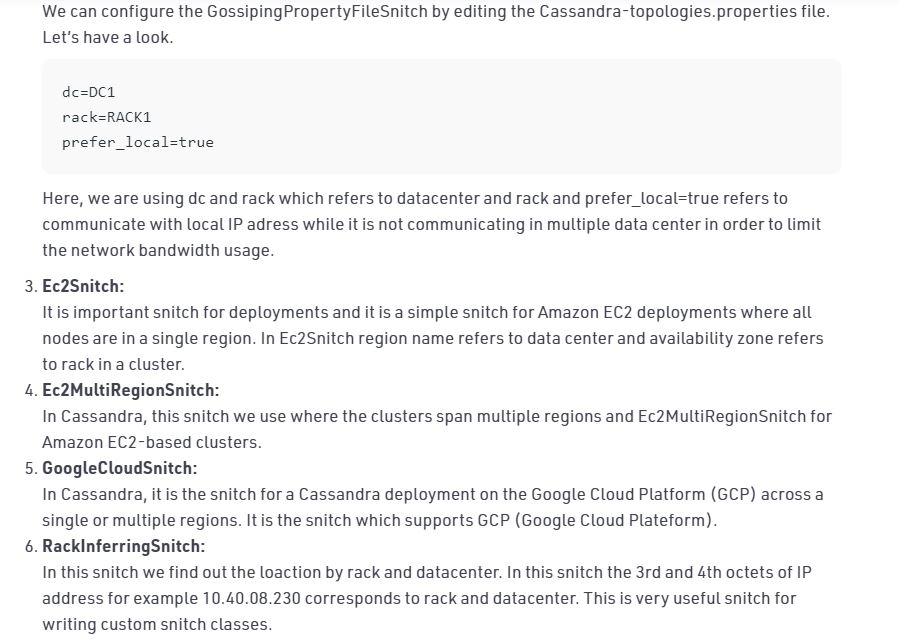 We can configure the GossipingPropertyFileSnitch by editing the Cassandra-topologies.properties file.
Let's have a look.
dc=DC1
rack=RACK1
prefer_local=true
Here, we are using dc and rack which refers to datacenter and rack and prefer_local=true refers to
communicate with local IP adress while it is not communicating in multiple data center in order to limit
the network bandwidth usage.
3. Ec2Snitch:
It is important snitch for deployments and it is a simple snitch for Amazon EC2 deployments where all
nodes are in a single region. In Ec2Snitch region name refers to data center and availability zone refers
to rack in a cluster.
4. Ec2MultiRegionSnitch:
In Cassandra, this snitch we use where the clusters span multiple regions and Ec2MultiRegionSnitch for
Amazon EC2-based clusters.
5. GoogleCloudSnitch:
In Cassandra, it is the snitch for a Cassandra deployment on the Google Cloud Platform (GCP) across a
single or multiple regions. It is the snitch which supports GCP (Google Cloud Plateform).
6. RackInferringSnitch:
In this snitch we find out the loaction by rack and datacenter. In this snitch the 3rd and 4th octets of IP
address for example 10.40.08.230 corresponds to rack and datacenter. This is very useful snitch for
writing custom snitch classes.